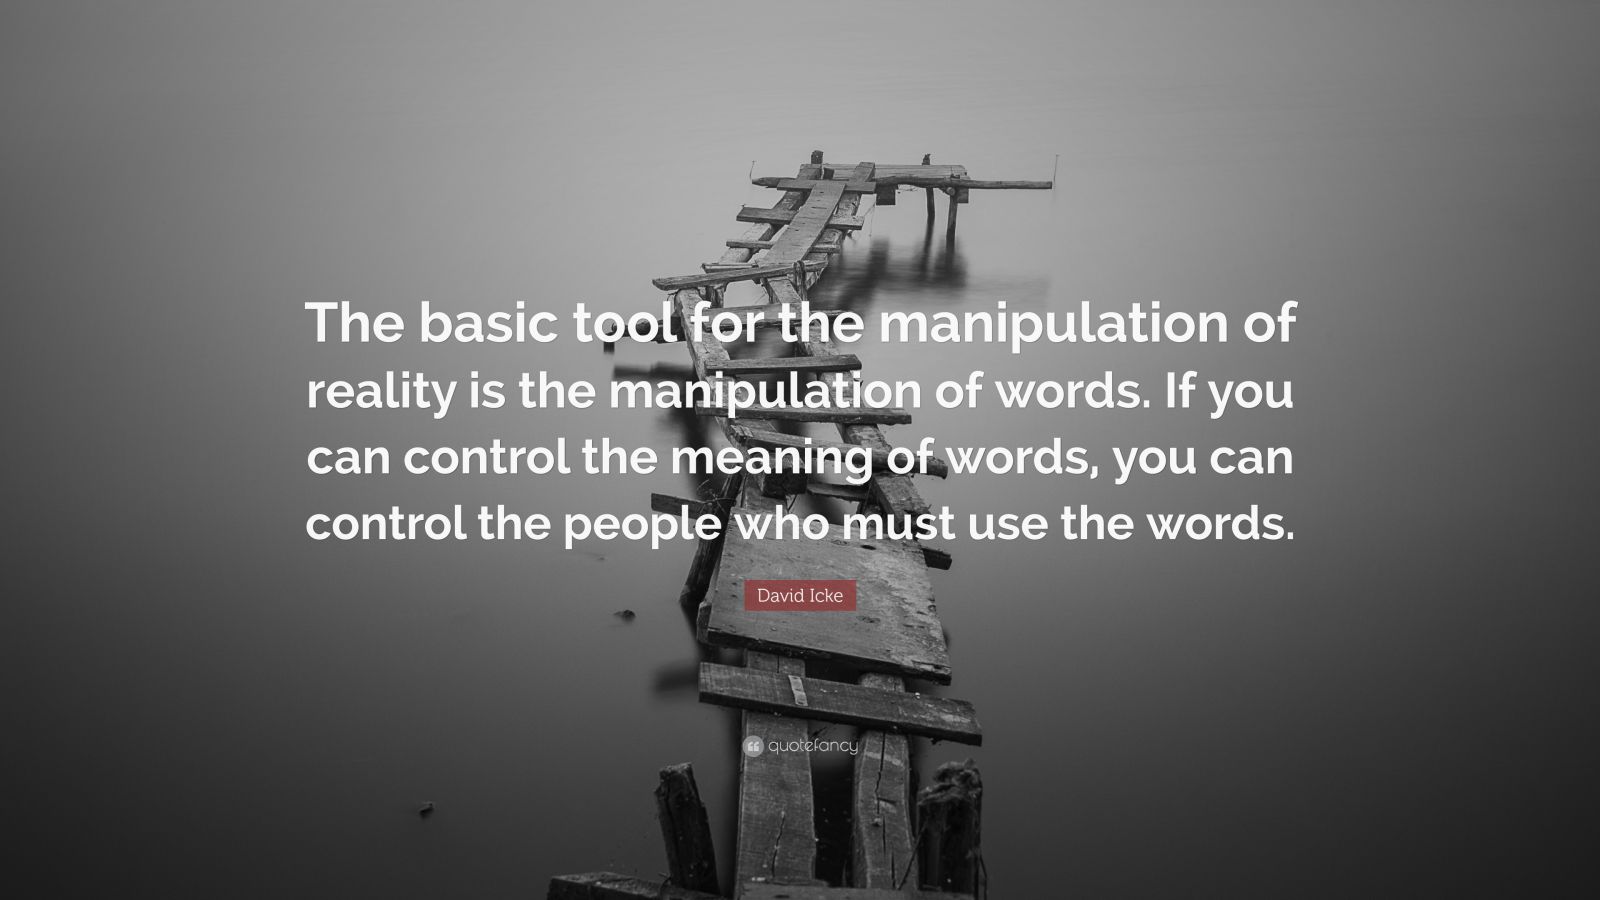 The basic tool for the manipulation of
reality is the manipulation of words. If you
can control the meaning of words, you can
control the people who must use the words.
David Icke
quotefancy